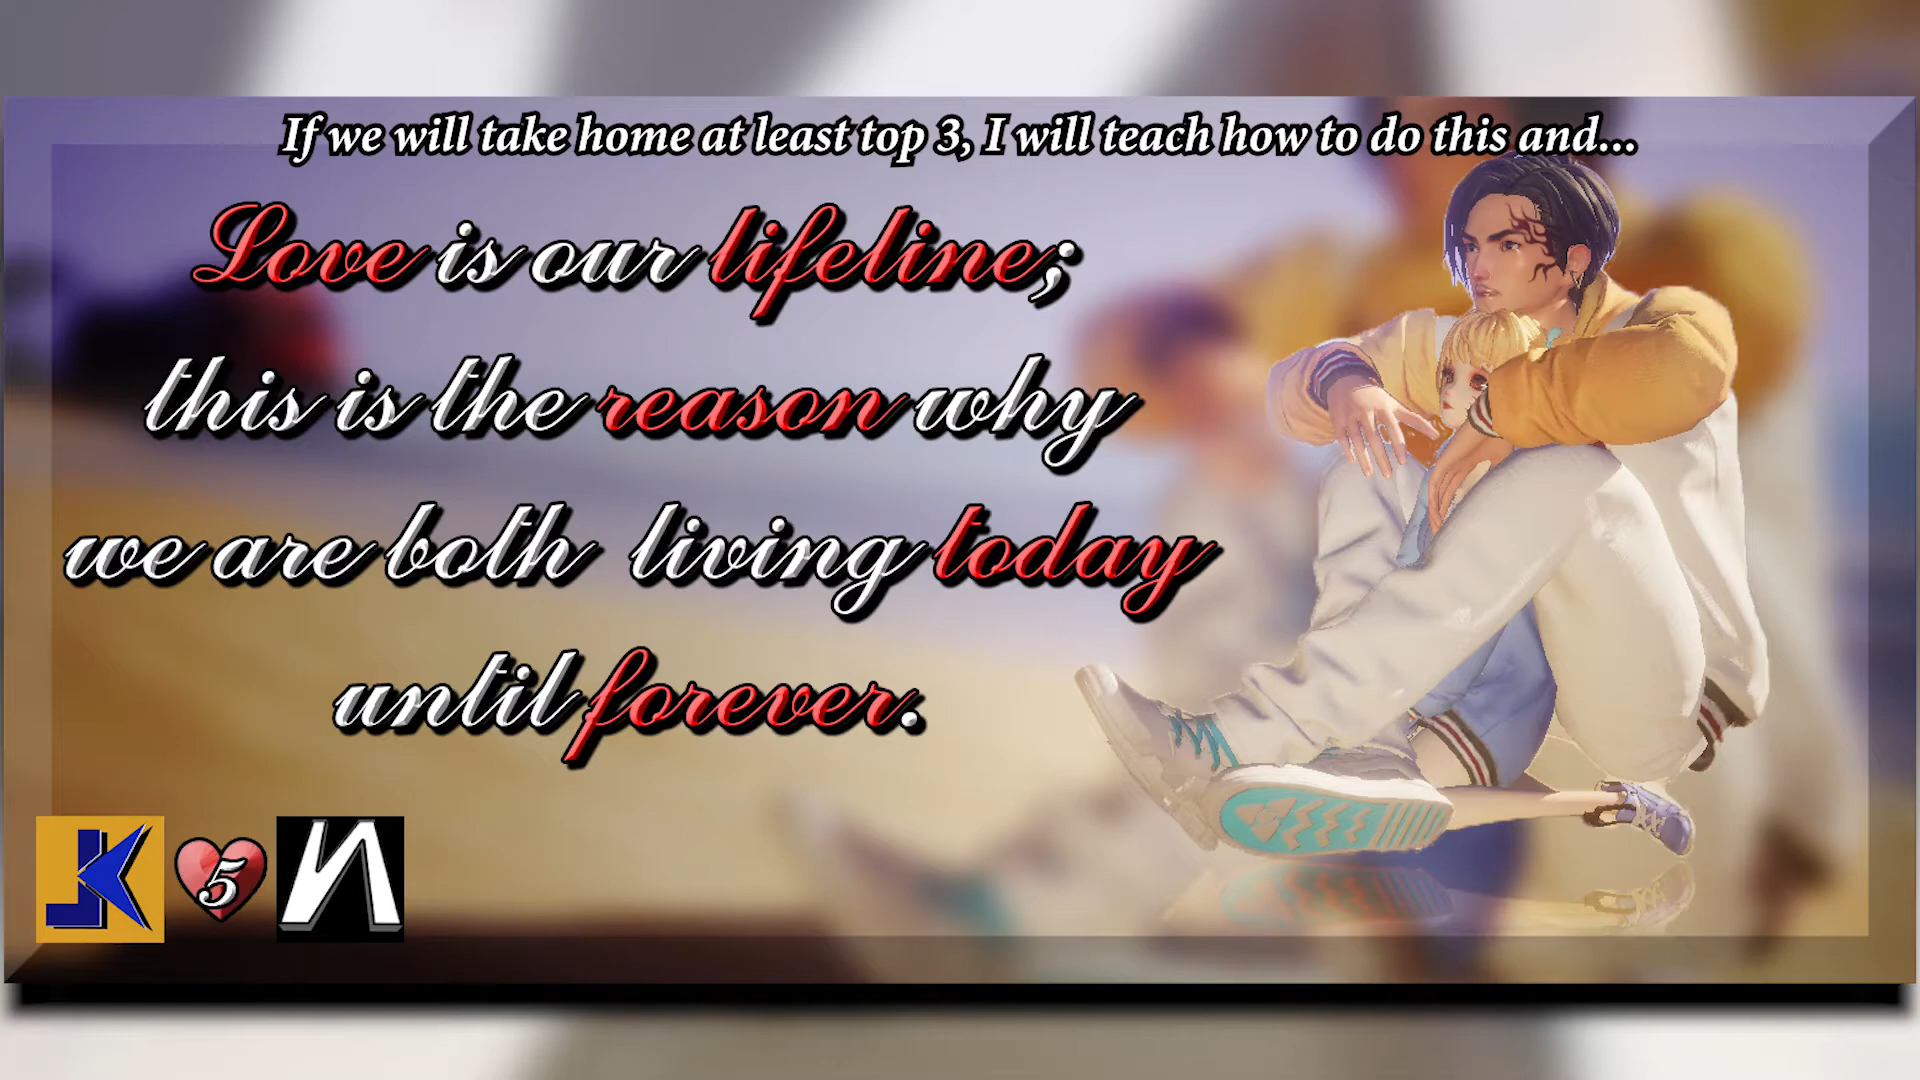 If we will take home at least top 3, I will teach how to do this and...
Love is our lifeline;
this is the reason why
we are both living today
until forever.
JK 5 И